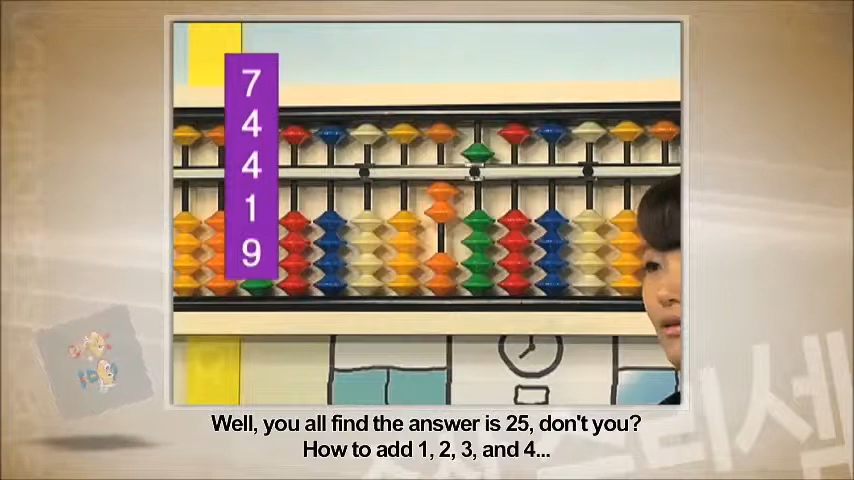 7
4
4
1
9
Well, you all find the answer is 25, don't you?
How to add 1, 2, 3, and 4...